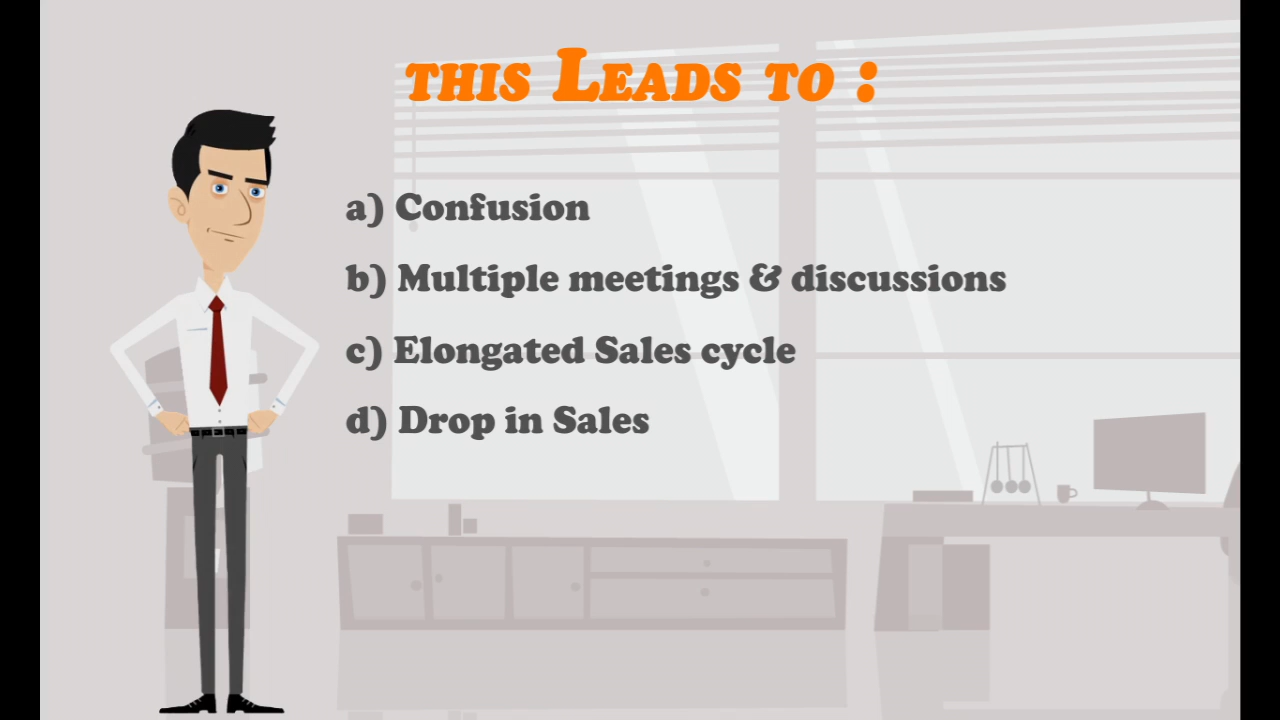 THIS LEADS TO :
a) Confusion
b) Multiple meetings & discussions
c) Elongated Sales cycle
d) Drop in Sales